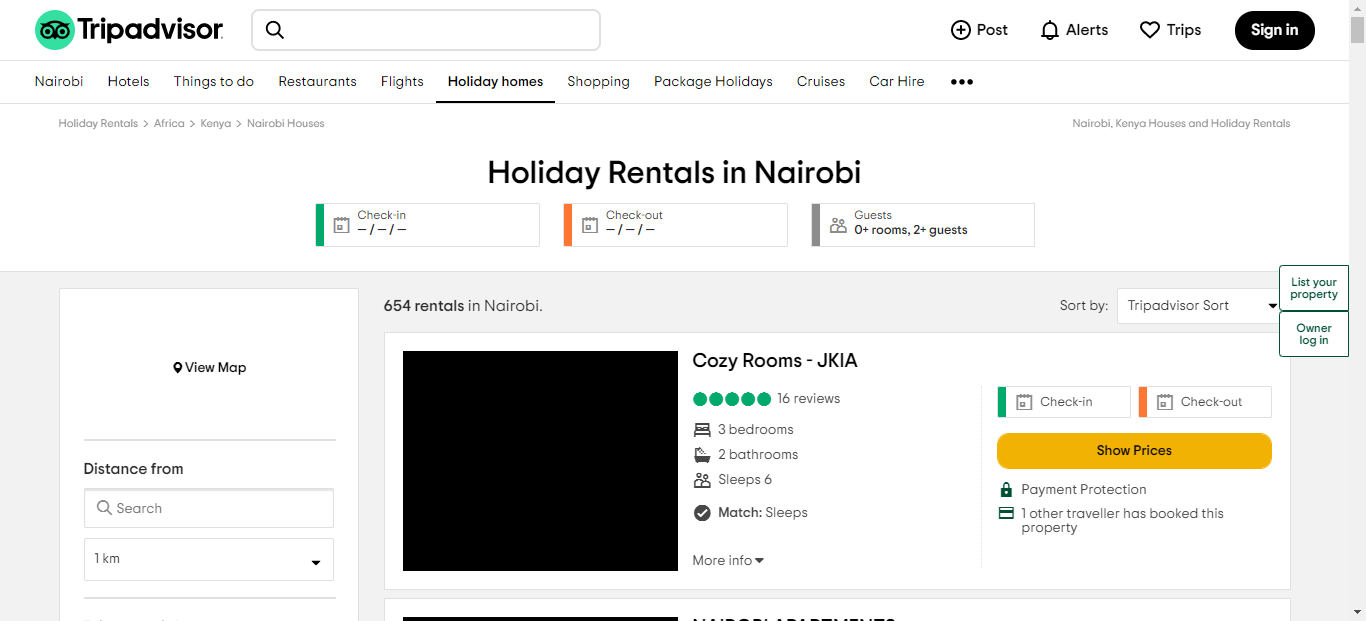 Tripadvisor
Post
Alerts
Trips
Sign in
Nairobi
Hotels
Things to do
Restaurants
Flights
Holiday homes
Shopping
Package Holidays
Cruises
Car Hire
Holiday Rentals > Africa > Kenya > Nairobi Houses
Nairobi, Kenya Houses and Holiday Rentals
Holiday Rentals in Nairobi
Check-in
– / – / –
Check-out
– / – / –
Guests
0+ rooms, 2+ guests
List your
property
Owner
log in
View Map
Distance from
Search
1 km
654 rentals in Nairobi.
Sort by:
Tripadvisor Sort
Cozy Rooms - JKIA
16 reviews
3 bedrooms
2 bathrooms
Sleeps 6
Match: Sleeps
More info
Check-in
Check-out
Show Prices
Payment Protection
1 other traveller has booked this
property
NAIROBI APARTMENTS